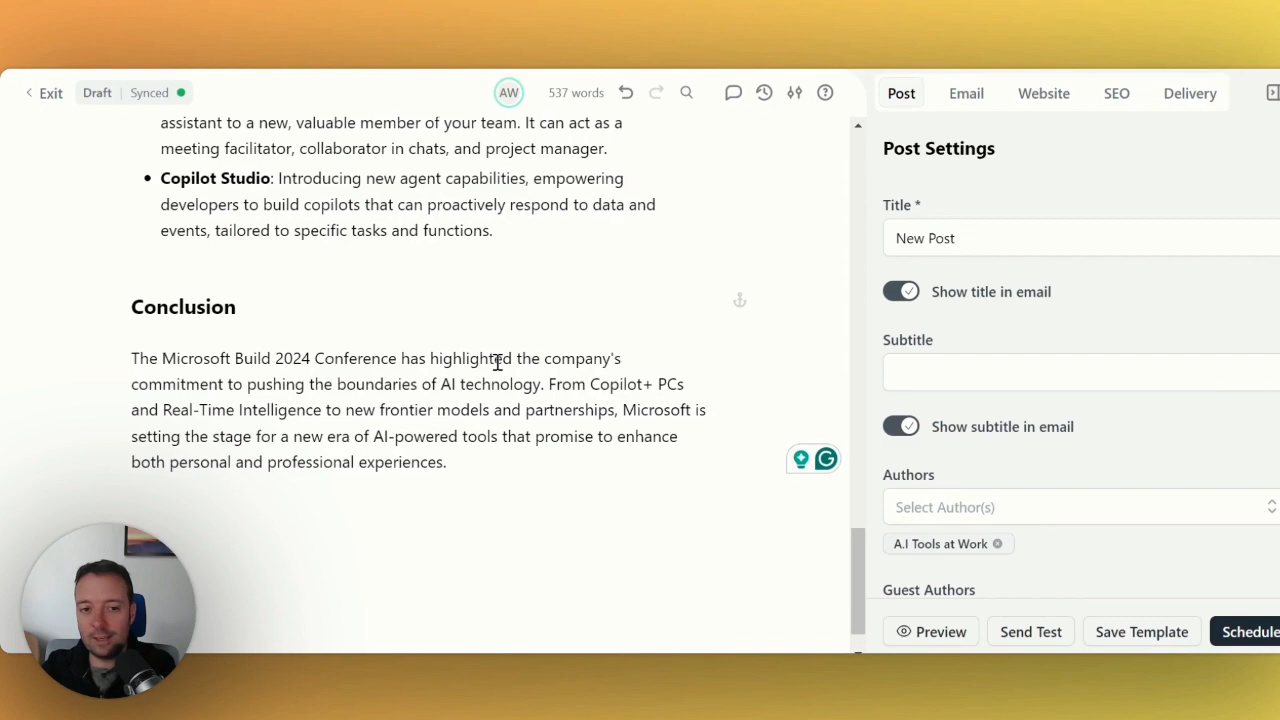 Exit
Draft | Synced
AW
537 words
Post
Email
Website
SEO
Delivery
assistant to a new, valuable member of your team. It can act as a
meeting facilitator, collaborator in chats, and project manager.
• Copilot Studio: Introducing new agent capabilities, empowering
developers to build copilots that can proactively respond to data and
events, tailored to specific tasks and functions.
Conclusion
The Microsoft Build 2024 Conference has highlighted the company's
commitment to pushing the boundaries of AI technology. From Copilot+ PCs
and Real-Time Intelligence to new frontier models and partnerships, Microsoft is
setting the stage for a new era of AI-powered tools that promise to enhance
both personal and professional experiences.
Post Settings
Title *
New Post
Show title in email
Subtitle
Show subtitle in email
Authors
Select Author(s)
A.I Tools at Work
Guest Authors
Preview
Send Test
Save Template
Schedule